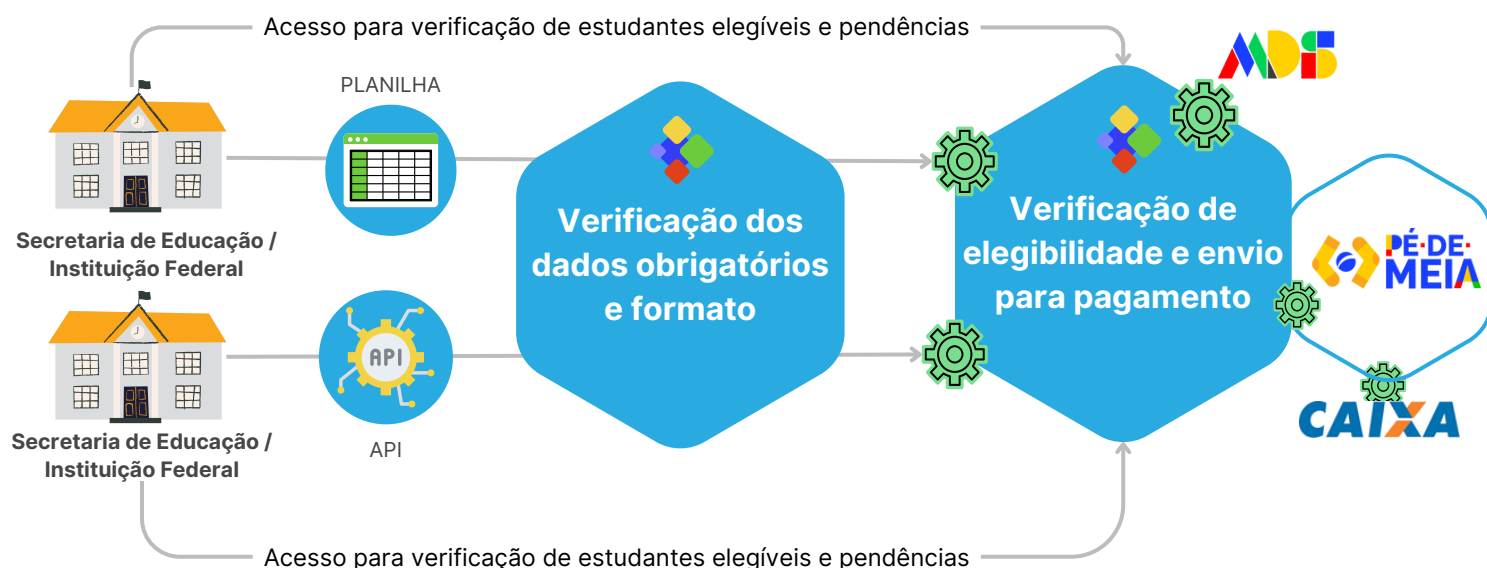 Acesso para verificação de estudantes elegíveis e pendências
MDS
PLANILHA
Secretaria de Educação /
Instituição Federal
Verificação dos
dados obrigatórios
e formato
Verificação de
elegibilidade e envio
para pagamento
PÉ·DE·
MEIA
API
CAIXA
Secretaria de Educação /
Instituição Federal
API
Acesso para verificação de estudantes elegíveis e pendências